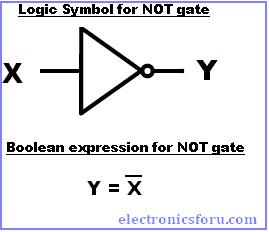 Logic Symbol for NOT gate
X Y
Boolean expression for NOT gate
Y = X̅
electronicsforu.com